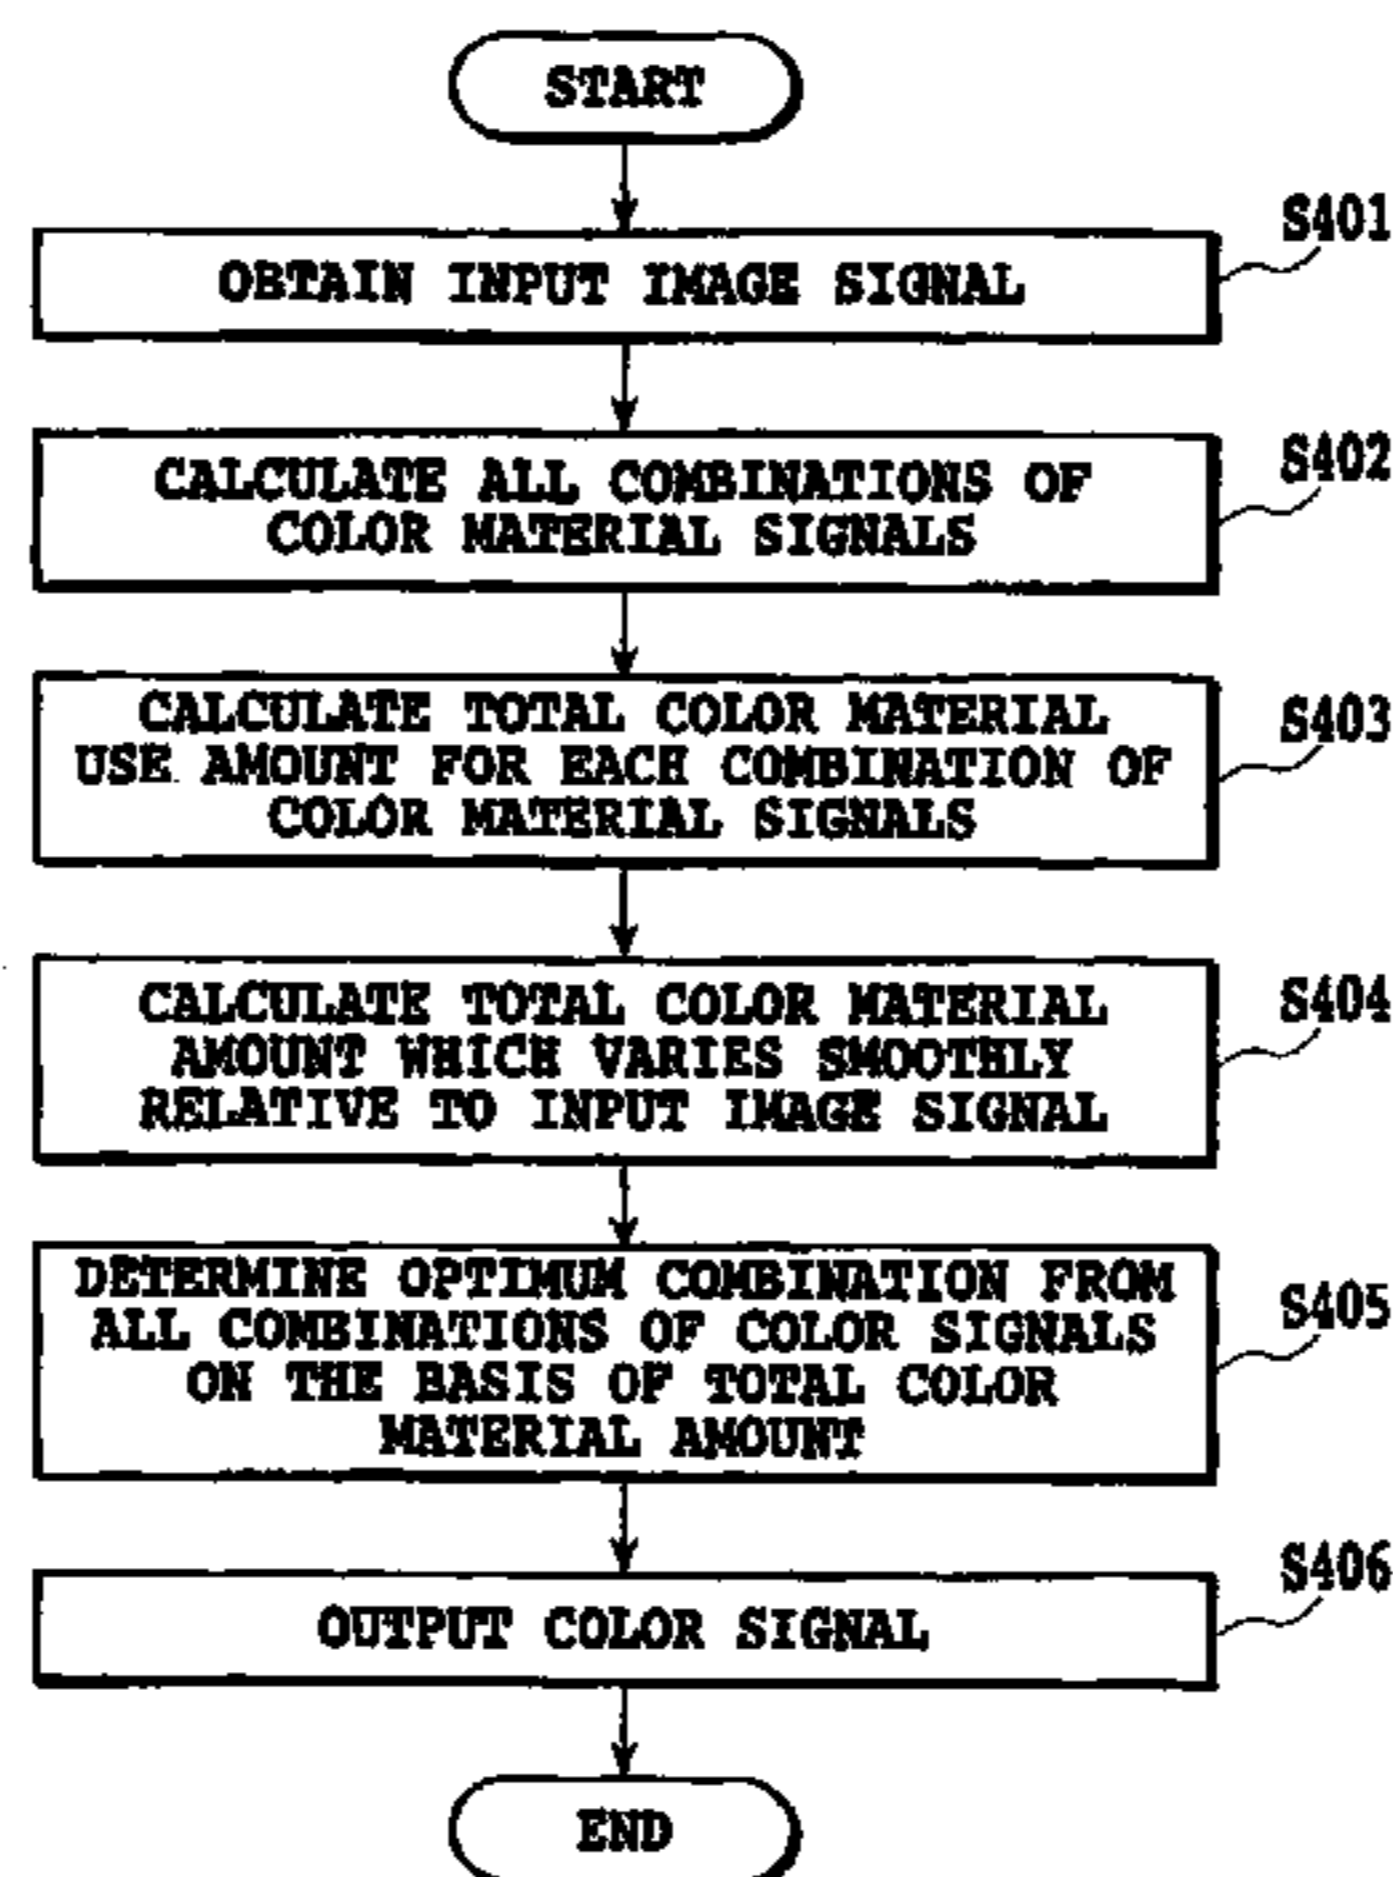 START
S401
OBTAIN INPUT IMAGE SIGNAL
S402
CALCULATE ALL COMBINATIONS OF
COLOR MATERIAL SIGNALS
S403
CALCULATE TOTAL COLOR MATERIAL
USE AMOUNT FOR EACH COMBINATION OF
COLOR MATERIAL SIGNALS
S404
CALCULATE TOTAL COLOR MATERIAL
AMOUNT WHICH VARIES SMOOTHLY
RELATIVE TO INPUT IMAGE SIGNAL
S405
DETERMINE OPTIMUM COMBINATION FROM
ALL COMBINATIONS OF COLOR SIGNALS
ON THE BASIS OF TOTAL COLOR
MATERIAL AMOUNT
S406
OUTPUT COLOR SIGNAL
END